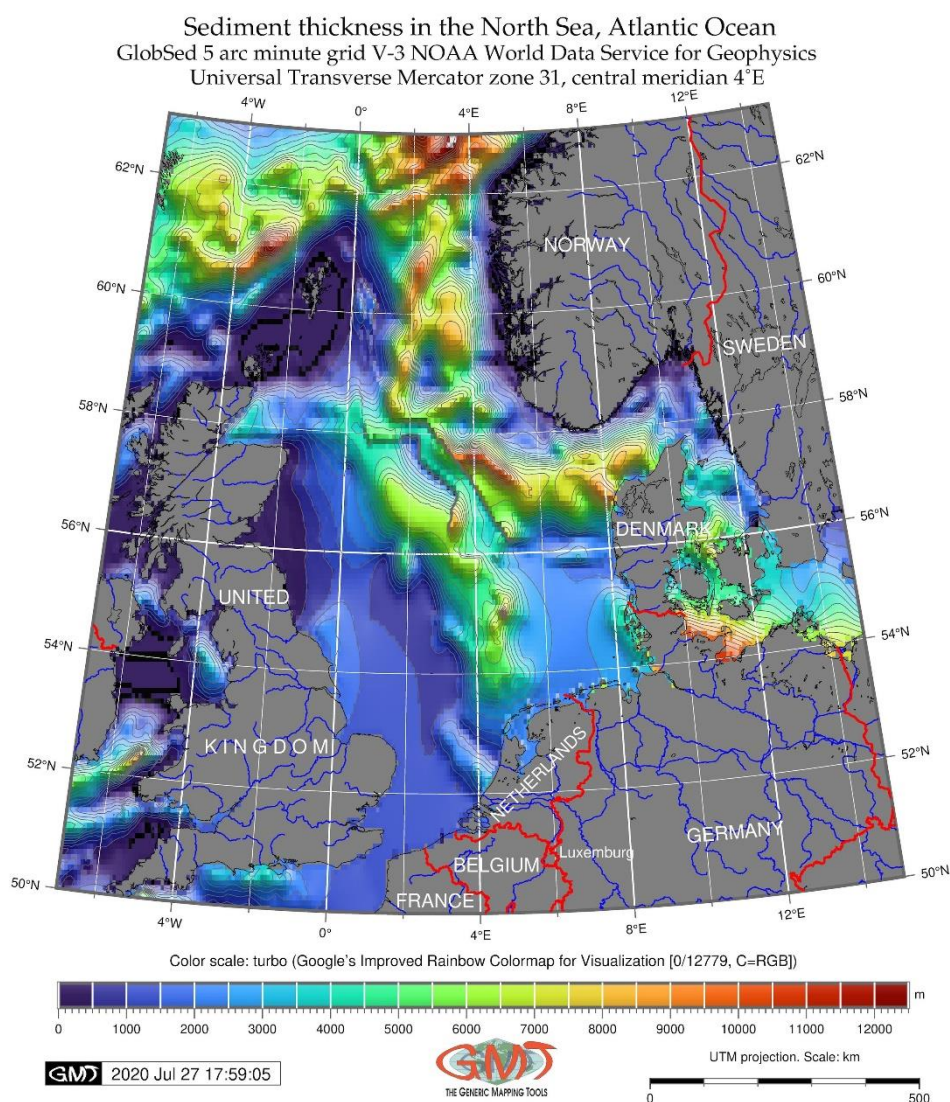 Sediment thickness in the North Sea, Atlantic Ocean
GlobSed 5 arc minute grid V-3 NOAA World Data Service for Geophysics
Universal Transverse Mercator zone 31, central meridian 4°E
4°W
0°
4°E
8°E
12°E
62°N
62°N
NORWAY
60°N
60°N
SWEDEN
58°N
58°N
56°N
56°N
DENMARK
UNITED
54°N
54°N
KINGDOM
52°N
52°N
NETHERLANDS
GERMANY
BELGIUM
Luxemburg
50°N
50°N
FRANCE
4°W
0°
4°E
8°E
12°E
Color scale: turbo (Google's Improved Rainbow Colormap for Visualization [0/12779, C=RGB])
m
0 1000 2000 3000 4000 5000 6000 7000 8000 9000 10000 11000 12000
GMT 2020 Jul 27 17:59:05
GMT
THE GENERIC MAPPING TOOLS
UTM projection. Scale: km
0 500